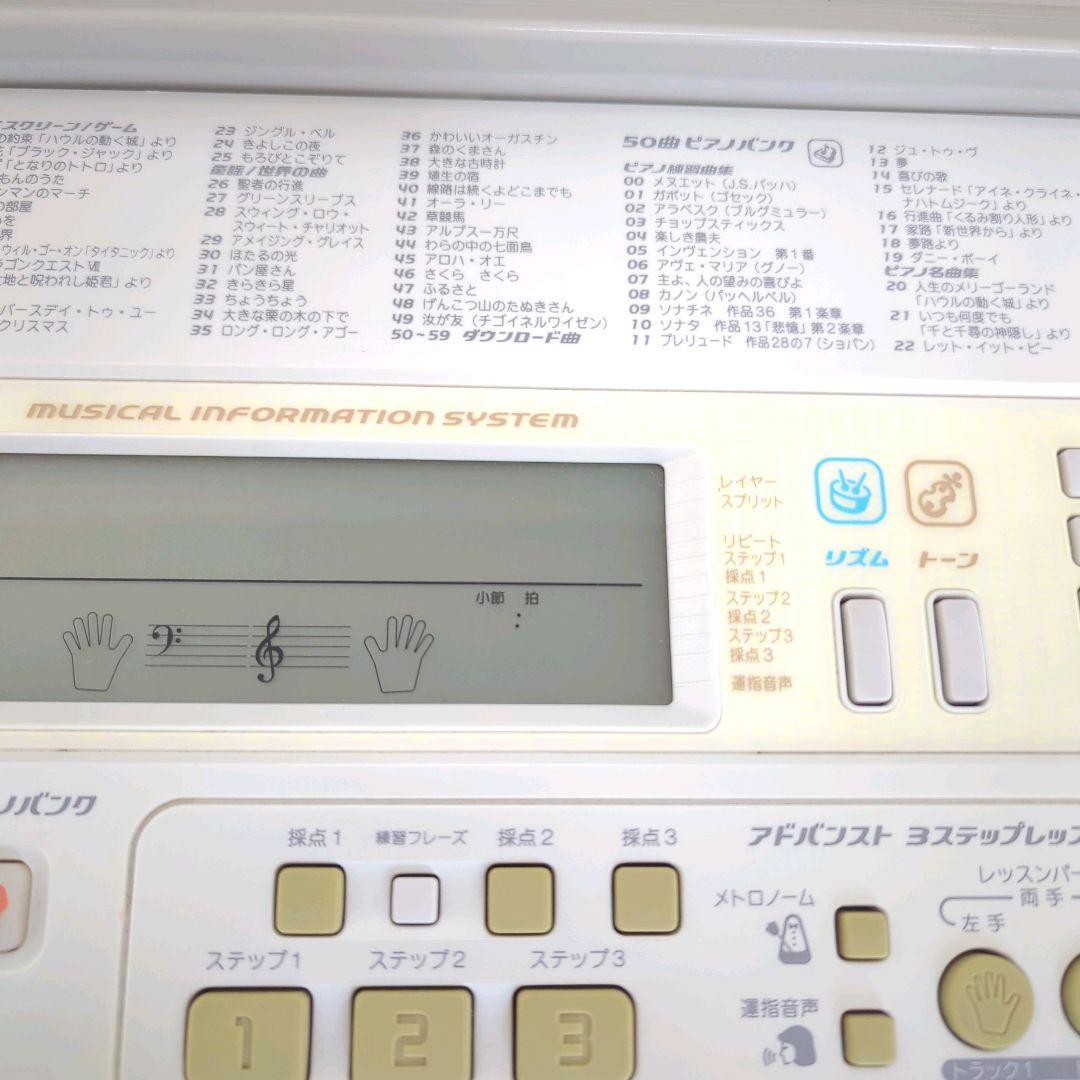 スクリーン/ゲーム
の約束「ハウルの動く城」より
「ブラック・ジャック」より
「となりのトトロ」より
もんのうた
ンマンのマーチ
の部屋
いを
界
ウィル・ゴー・オン「タイタニック」より
ラゴンクエストⅧ
大地と呪われし姫君」より
バースデイ・トゥ・ユー
クリスマス
23 ジングル・ベル
24 きよしこの夜
25 もろびとこぞりて
童謡/世界の曲
26 聖者の行進
27 グリーンスリーブス
28 スウィング・ロウ・
スウィート・チャリオット
29 アメイジング・グレイス
30 ほたるの光
31 パン屋さん
32 きらきら星
33 ちょうちょう
34 大きな栗の木の下で
35 ロング・ロング・アゴー
36 かわいいオーガスチン
37 森のくまさん
38 大きな古時計
39 埴生の宿
40 線路は続くよどこまでも
41 オーラ・リー
42 草競馬
43 アルプス一万尺
44 わらの中の七面鳥
45 アロハ・オエ
46 さくら さくら
47 ふるさと
48 げんこつ山のたぬきさん
49 汝が友(チゴイネルワイゼン)
50~59 ダウンロード曲
50曲 ピアノバンク
ピアノ練習曲集
00 メヌエット(J.S.バッハ)
01 ガボット(ゴセック)
02 アラベスク(ブルグミュラー)
03 チョップスティックス
04 楽しき農夫
05 インヴェンション 第1番
06 アヴェ・マリア(グノー)
07 主よ、人の望みの喜びよ
08 カノン(パッヘルベル)
09 ソナチネ 作品36 第1楽章
10 ソナタ 作品13「悲愴」第2楽章
11 プレリュード 作品28の7(ショパン)
12 ジュ・トゥ・ヴ
13 夢
14 喜びの歌
15 セレナード「アイネ・クライネ・
ナハトムジーク」より
16 行進曲「くるみ割り人形」より
17 家路「新世界から」より
18 夢路より
19 ダニー・ボーイ
ピアノ名曲集
20 人生のメリーゴーランド
「ハウルの動く城」より
21 いつも何度でも
「千と千尋の神隠し」より
22 レット・イット・ビー
MUSICAL INFORMATION SYSTEM
小節 拍
レイヤー
スプリット
リピート
ステップ1
採点1
ステップ2
採点2
ステップ3
採点3
運指音声
リズム
トーン
ノバンク
採点1
練習フレーズ
採点2
採点3
ステップ1
ステップ2
ステップ3
1
2
3
アドバンスト 3ステップレッス
メトロノーム
運指音声
レッスンパー
両手
左手
トラック1